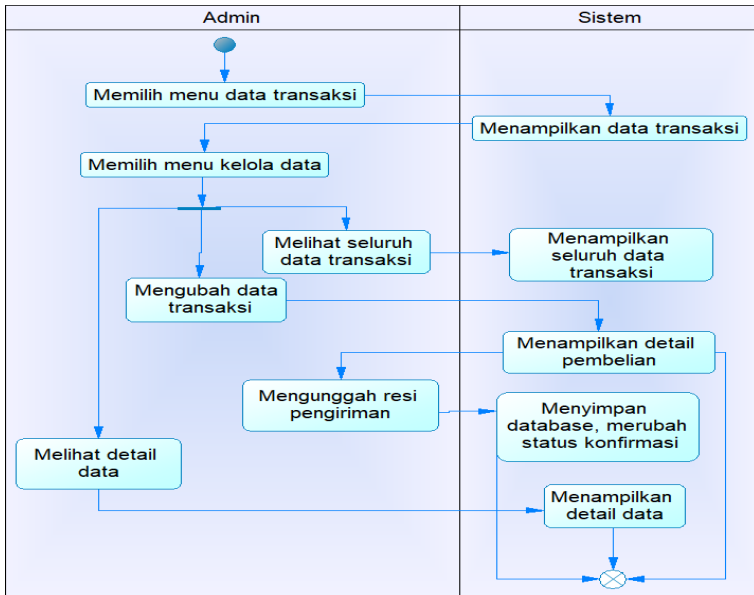 Admin
Sistem
Memilih menu data transaksi
Menampilkan data transaksi
Memilih menu kelola data
Melihat seluruh
data transaksi
Menampilkan
seluruh data
transaksi
Mengubah data
transaksi
Menampilkan detail
pembelian
Mengunggah resi
pengiriman
Menyimpan
database, merubah
status konfirmasi
Melihat detail
data
Menampilkan
detail data